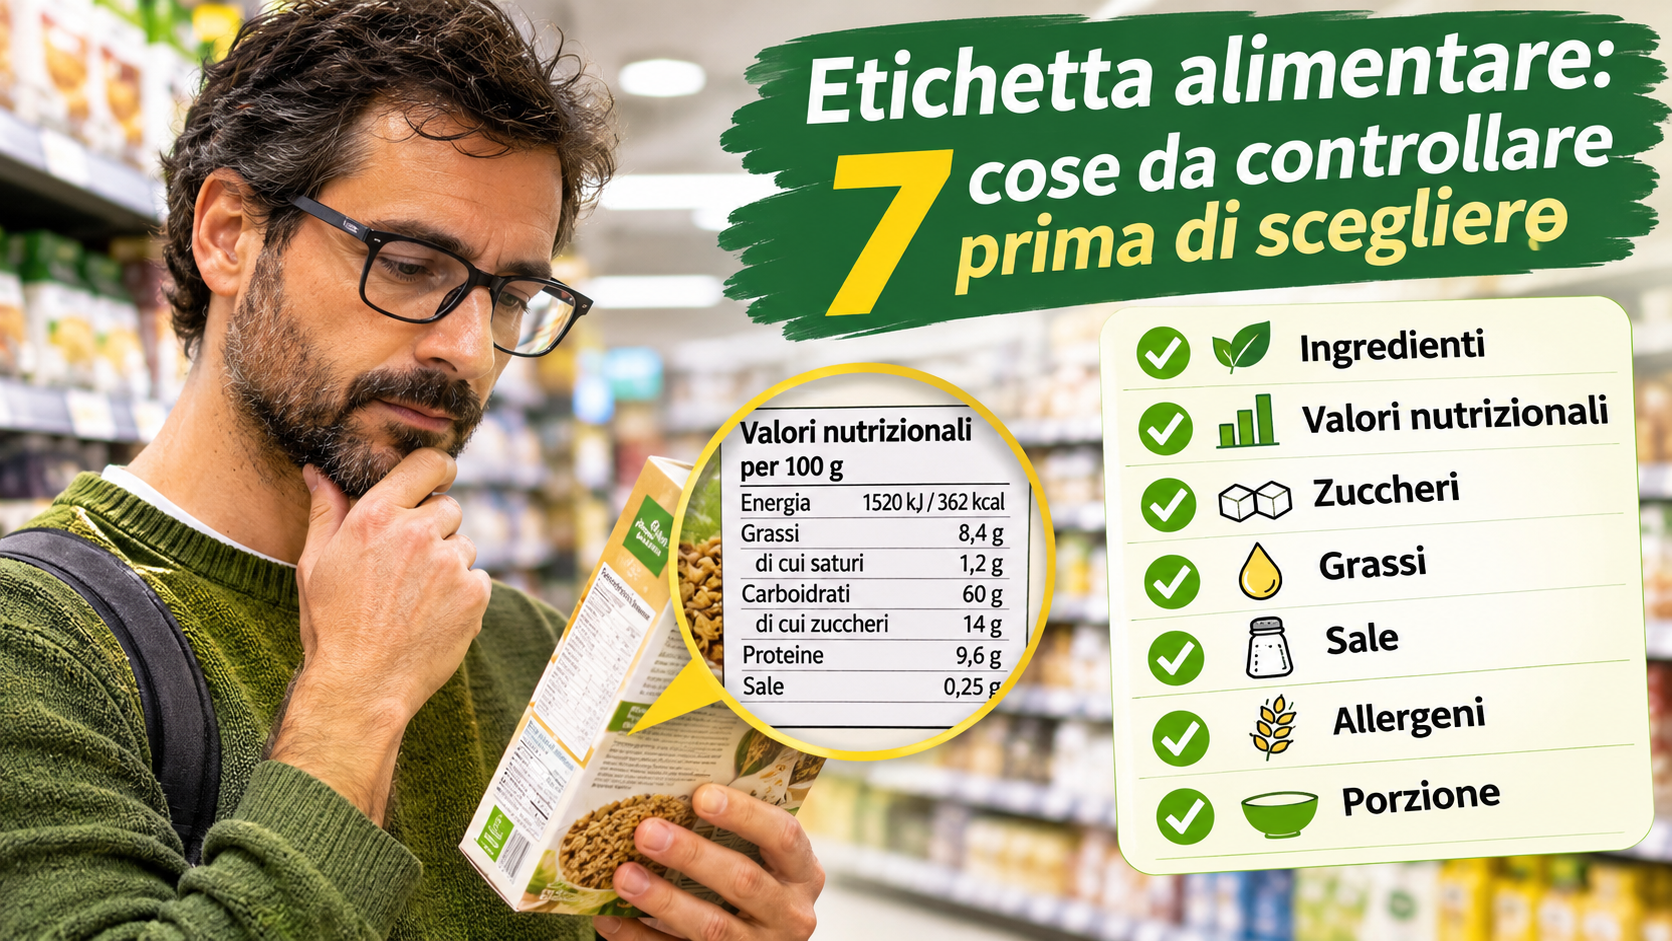 Etichetta alimentare:
7 cose da controllare
prima di scegliere
Ingredienti
Valori nutrizionali
Zuccheri
Grassi
Sale
Allergeni
Porzione
Valori nutrizionali
per 100 g
Energia 1520 kJ / 362 kcal
Grassi 8,4 g
di cui saturi 1,2 g
Carboidrati 60 g
di cui zuccheri 14 g
Proteine 9,6 g
Sale 0,25 g